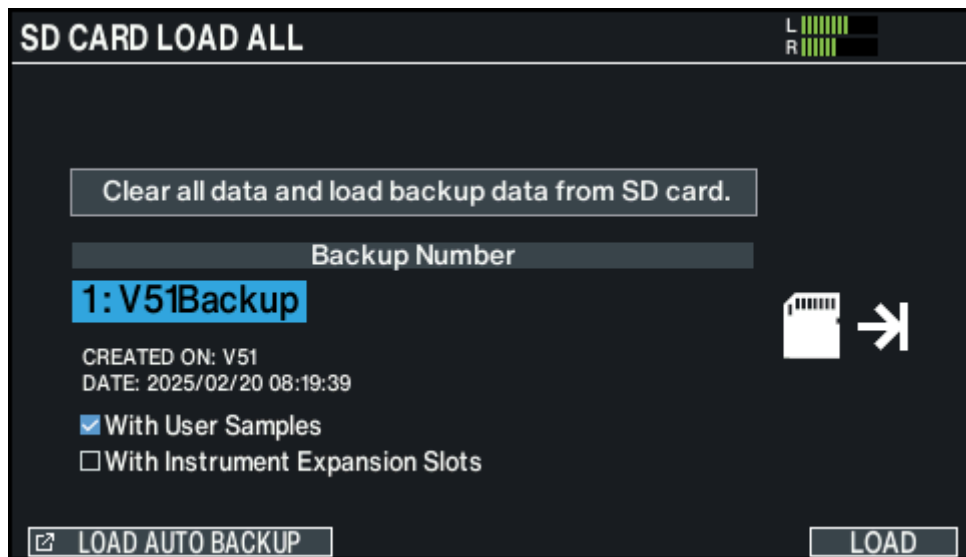 SD CARD LOAD ALL
L
R
Clear all data and load backup data from SD card.
Backup Number
1: V51Backup
CREATED ON: V51
DATE: 2025/02/20 08:19:39
With User Samples
With Instrument Expansion Slots
LOAD AUTO BACKUP
LOAD